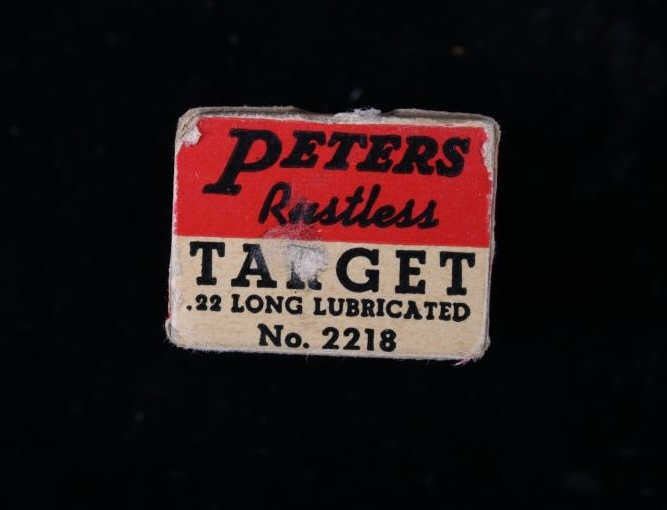 PETERS
Rustless
TARGET
.22 LONG LUBRICATED
No. 2218